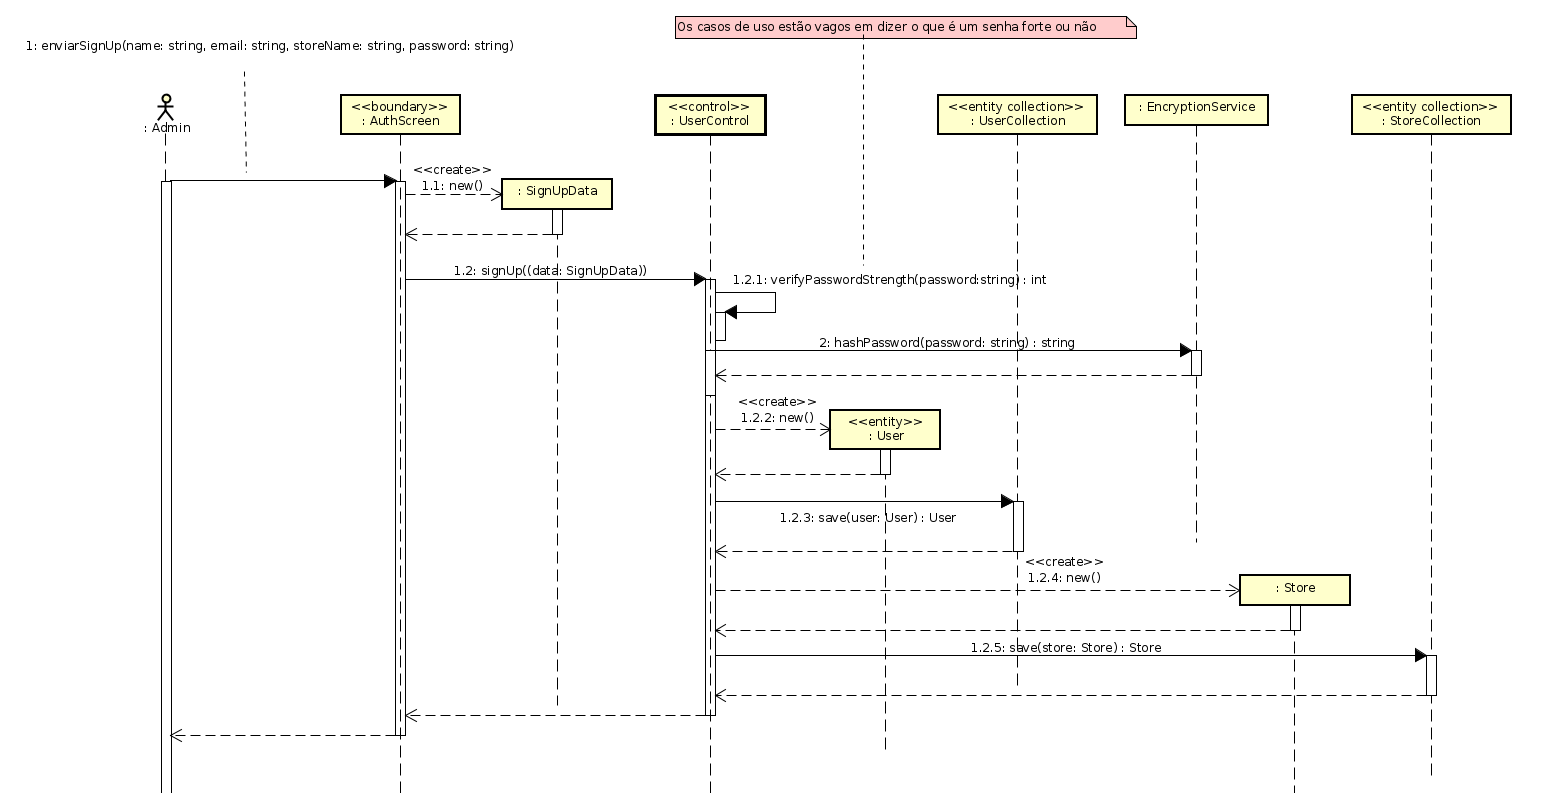 Os casos de uso estão vagos em dizer o que é um senha forte ou não
1: enviarSignUp(name: string, email: string, storeName: string, password: string)
: Admin
<<boundary>>
: AuthScreen
<<control>>
: UserControl
<<entity collection>>
: UserCollection
: EncryptionService
<<entity collection>>
: StoreCollection
<<create>>
1.1: new()
: SignUpData
1.2: signUp((data: SignUpData))
1.2.1: verifyPasswordStrength(password:string) : int
2: hashPassword(password: string) : string
<<create>>
1.2.2: new()
<<entity>>
: User
1.2.3: save(user: User) : User
<<create>>
1.2.4: new()
: Store
1.2.5: save(store: Store) : Store